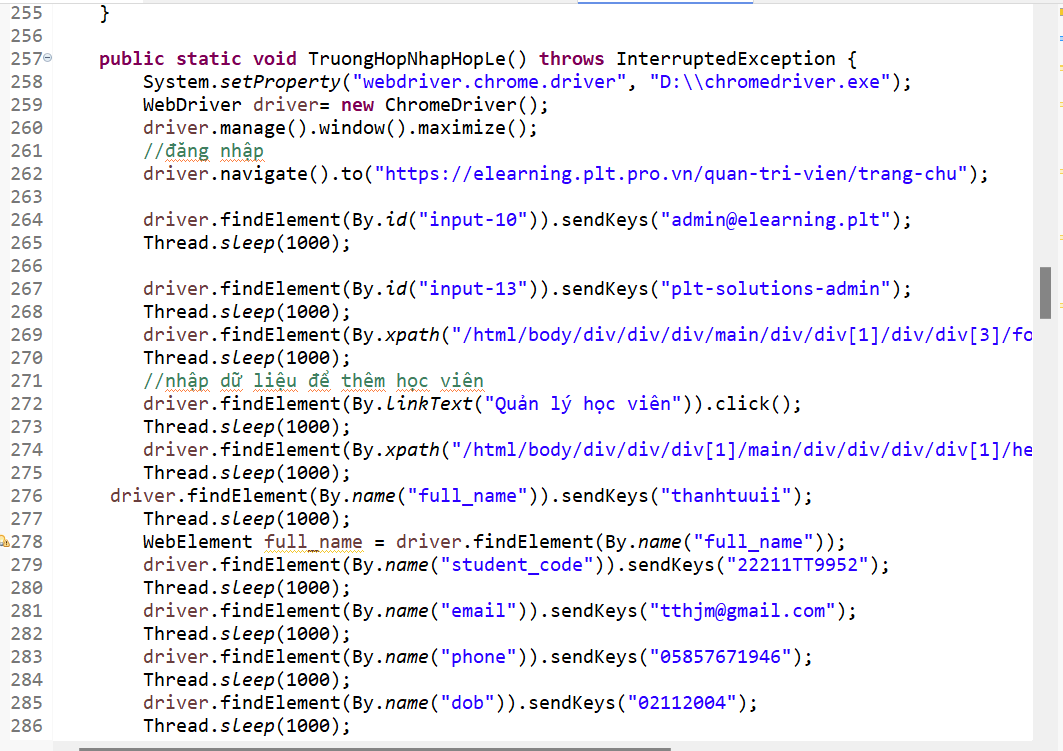 255 }
256
257 public static void TruongHopNhapHopLe() throws InterruptedException {
258 System.setProperty("webdriver.chrome.driver", "D:\\chromedriver.exe");
259 WebDriver driver= new ChromeDriver();
260 driver.manage().window().maximize();
261 //đăng nhập
262 driver.navigate().to("https://elearning.plt.pro.vn/quan-tri-vien/trang-chu");
263
264 driver.findElement(By.id("input-10")).sendKeys("admin@elearning.plt");
265 Thread.sleep(1000);
266
267 driver.findElement(By.id("input-13")).sendKeys("plt-solutions-admin");
268 Thread.sleep(1000);
269 driver.findElement(By.xpath("/html/body/div/div/div/main/div/div[1]/div/div[3]/fo
270 Thread.sleep(1000);
271 //nhập dữ liệu để thêm học viên
272 driver.findElement(By.linkText("Quản lý học viên")).click();
273 Thread.sleep(1000);
274 driver.findElement(By.xpath("/html/body/div/div/div[1]/main/div/div/div/div[1]/he
275 Thread.sleep(1000);
276 driver.findElement(By.name("full_name")).sendKeys("thanhtuuii");
277 Thread.sleep(1000);
278 WebElement full_name = driver.findElement(By.name("full_name"));
279 driver.findElement(By.name("student_code")).sendKeys("22211TT9952");
280 Thread.sleep(1000);
281 driver.findElement(By.name("email")).sendKeys("tthjm@gmail.com");
282 Thread.sleep(1000);
283 driver.findElement(By.name("phone")).sendKeys("05857671946");
284 Thread.sleep(1000);
285 driver.findElement(By.name("dob")).sendKeys("02112004");
286 Thread.sleep(1000);